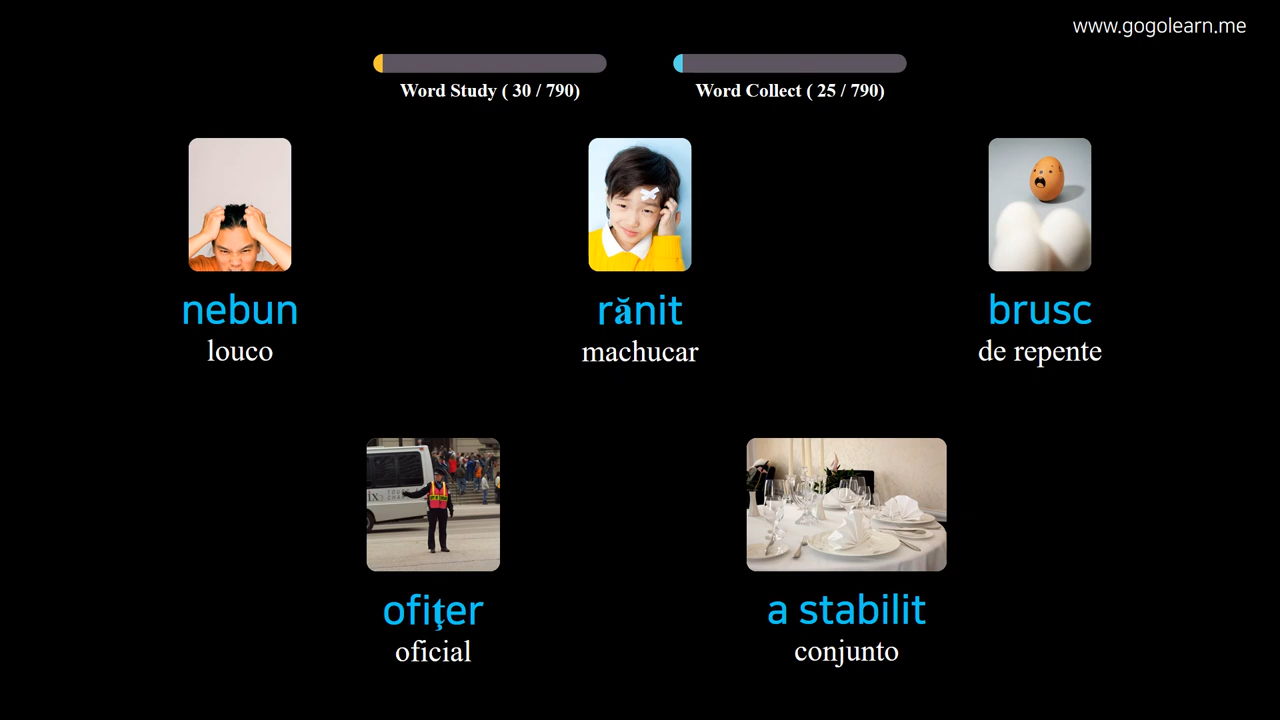 www.gogolearn.me
Word Study ( 30 / 790)
Word Collect ( 25 / 790)
nebun
louco
rănit
machucar
brusc
de repente
ofiţer
oficial
a stabilit
conjunto